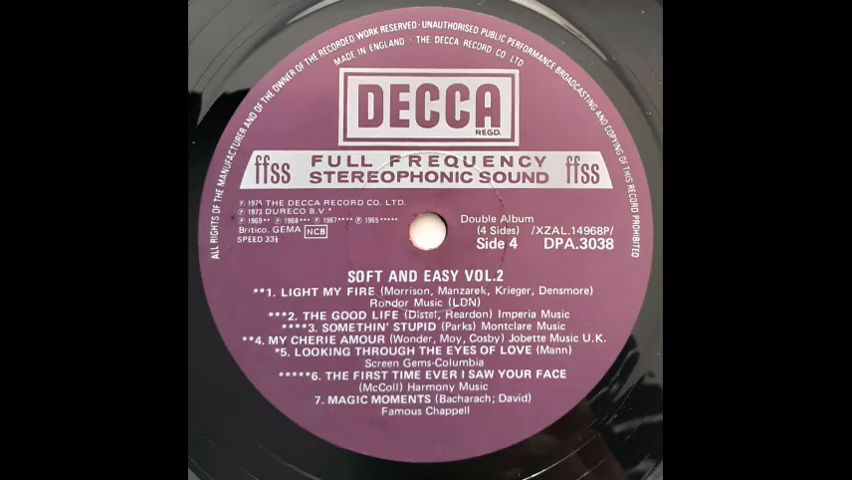 ALL RIGHTS OF THE MANUFACTURER AND OF THE OWNER OF THE RECORDED WORK RESERVED · UNAUTHORISED PUBLIC PERFORMANCE BROADCASTING AND COPYING OF THIS RECORD PROHIBITED
MADE IN ENGLAND · THE DECCA RECORD CO LTD
DECCA
REGD.
ffss FULL FREQUENCY STEREOPHONIC SOUND ffss
℗ 1975 THE DECCA RECORD CO. LTD.
℗ 1973 DURECO B.V.*
℗ 1969** ℗ 1968*** ℗ 1967**** ℗ 1965*****
Britico. GEMA NCB
SPEED 33⅓
Double Album
(4 Sides) /XZAL.14968P/
Side 4 DPA.3038
SOFT AND EASY VOL.2
**1. LIGHT MY FIRE (Morrison, Manzarek, Krieger, Densmore)
Rondor Music (LDN)
***2. THE GOOD LIFE (Distel, Reardon) Imperia Music
****3. SOMETHIN' STUPID (Parks) Montclare Music
**4. MY CHERIE AMOUR (Wonder, Moy, Cosby) Jobette Music U.K.
*5. LOOKING THROUGH THE EYES OF LOVE (Mann)
Screen Gems-Columbia
*****6. THE FIRST TIME EVER I SAW YOUR FACE
(McColl) Harmony Music
7. MAGIC MOMENTS (Bacharach; David)
Famous Chappell